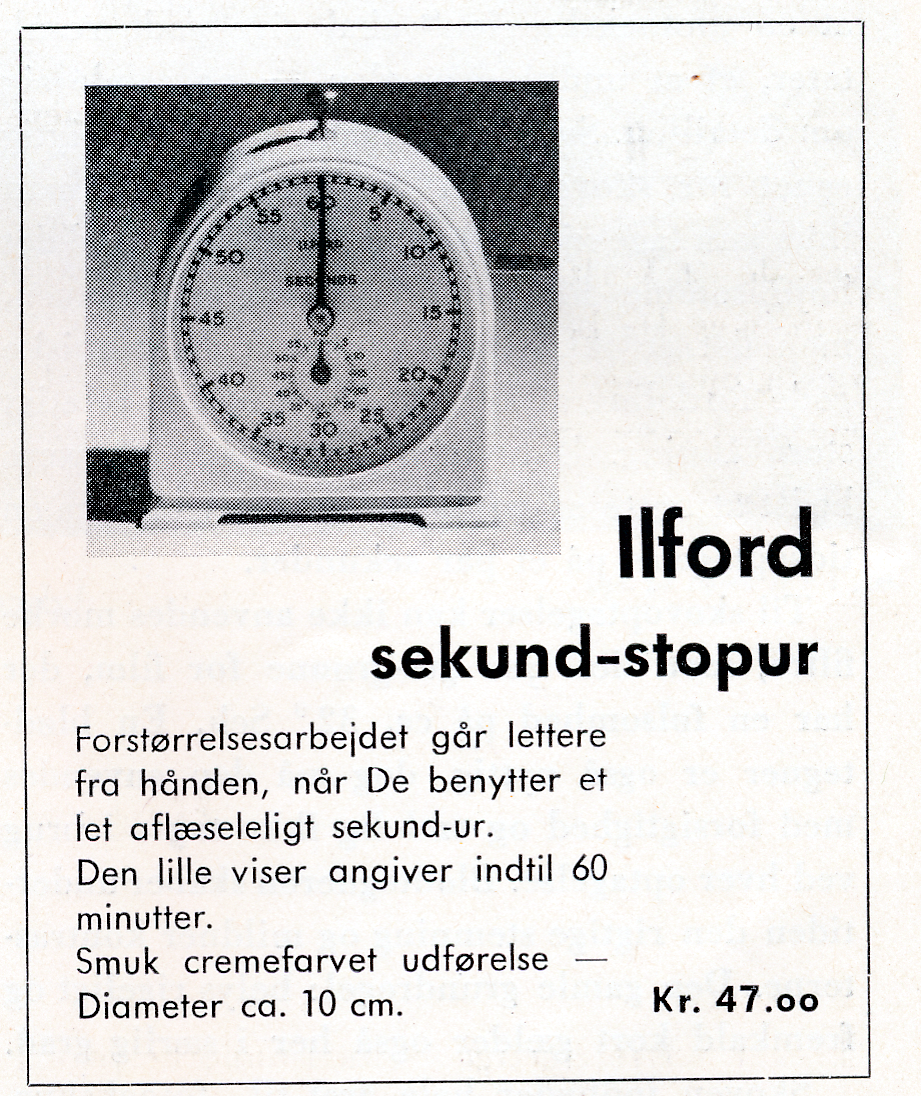 60
55
5
50
10
SECONDS
45
15
40
20
35
25
30
Ilford
sekund-stopur
Forstørrelsesarbejdet går lettere
fra hånden, når De benytter et
let aflæseleligt sekund-ur.
Den lille viser angiver indtil 60
minutter.
Smuk cremefarvet udførelse —
Diameter ca. 10 cm.
Kr. 47.oo